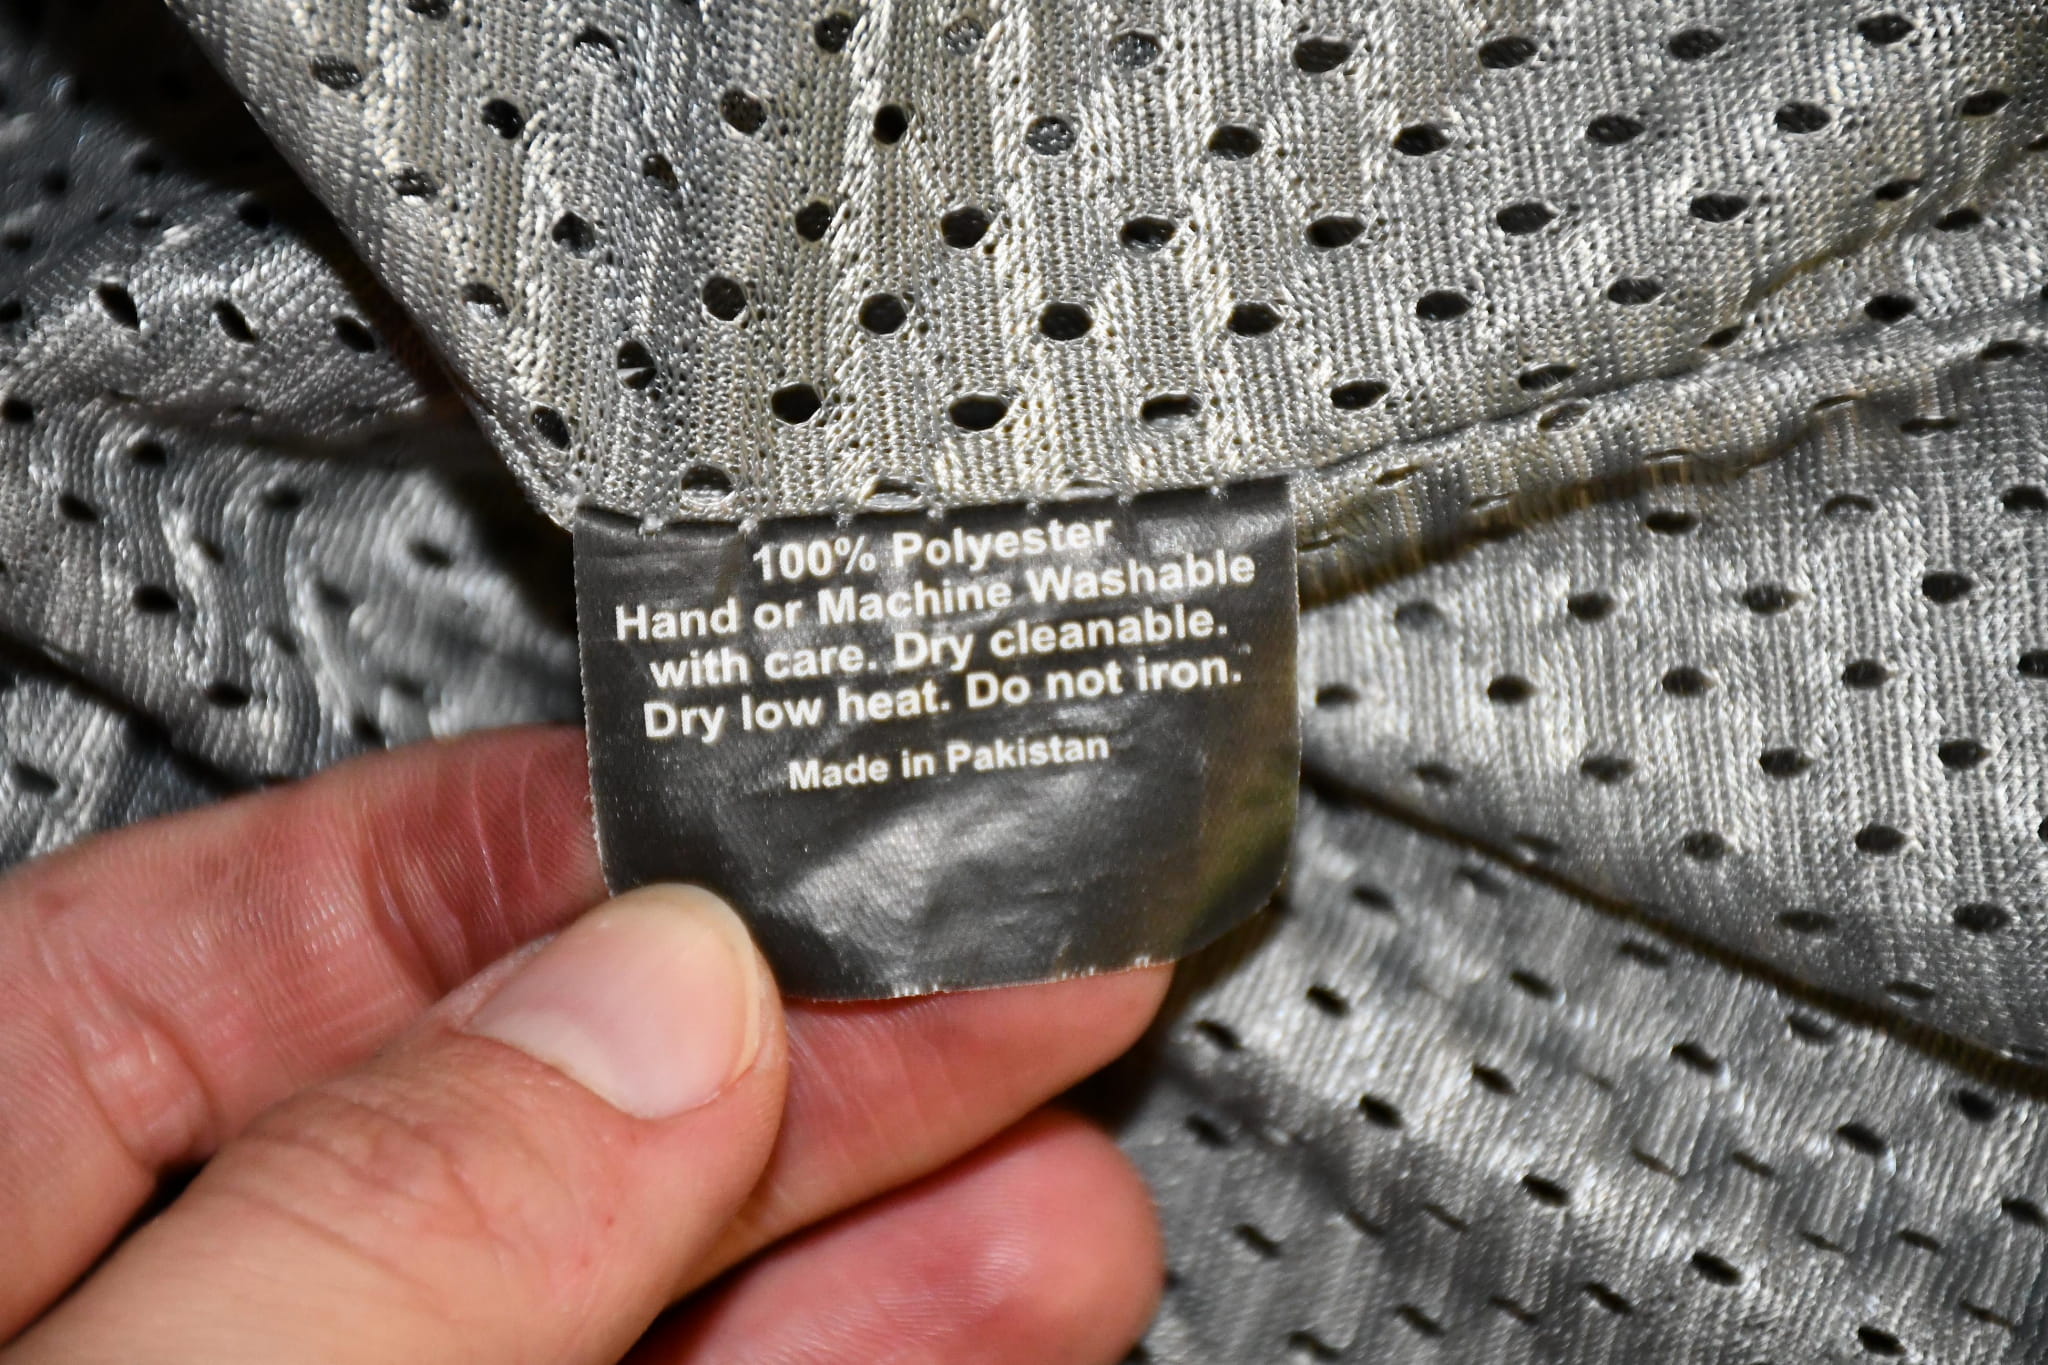 100% Polyester
Hand or Machine Washable
with care. Dry cleanable.
Dry low heat. Do not iron.
Made in Pakistan